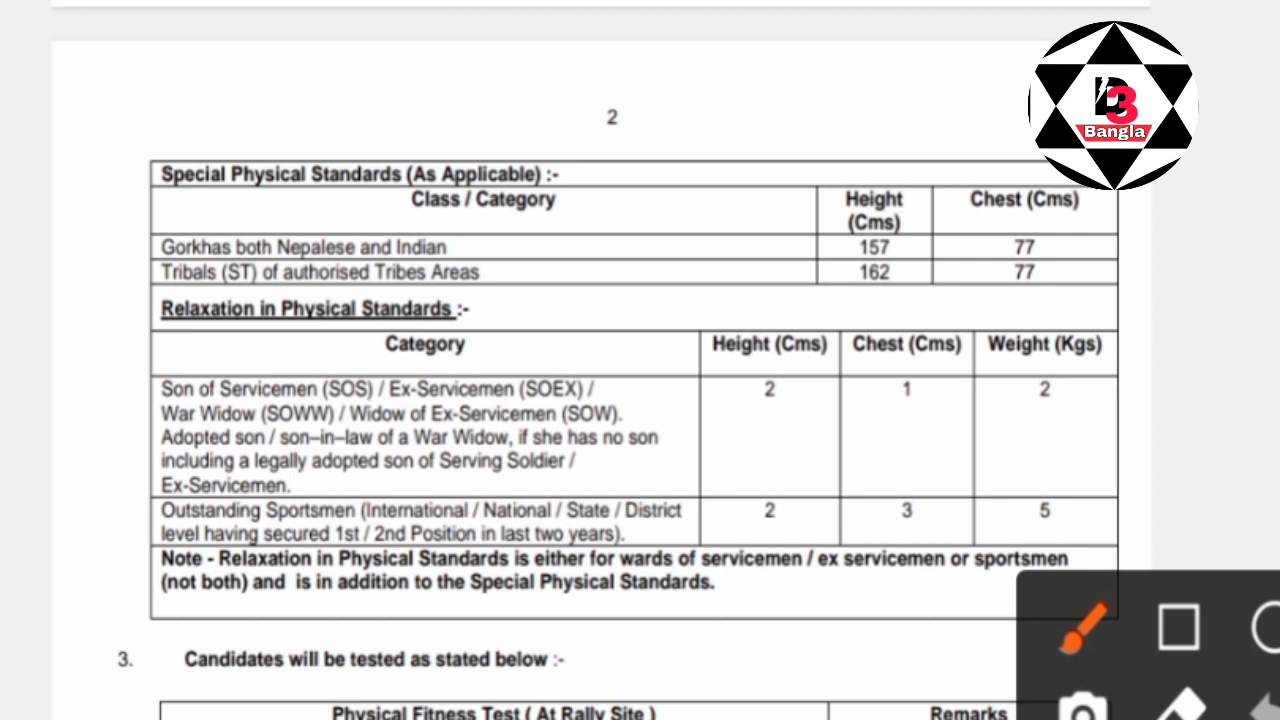 2
B3
Bangla
Special Physical Standards (As Applicable) :-
Class / Category Height (Cms) Chest (Cms)
Gorkhas both Nepalese and Indian 157 77
Tribals (ST) of authorised Tribes Areas 162 77
Relaxation in Physical Standards :-
Category Height (Cms) Chest (Cms) Weight (Kgs)
Son of Servicemen (SOS) / Ex-Servicemen (SOEX) / 2 1 2
War Widow (SOWW) / Widow of Ex-Servicemen (SOW).
Adopted son / son–in–law of a War Widow, if she has no son
including a legally adopted son of Serving Soldier /
Ex-Servicemen.
Outstanding Sportsmen (International / National / State / District 2 3 5
level having secured 1st / 2nd Position in last two years).
Note - Relaxation in Physical Standards is either for wards of servicemen / ex servicemen or sportsmen
(not both) and is in addition to the Special Physical Standards.
3. Candidates will be tested as stated below :-
Physical Fitness Test ( At Rally Site ) Remarks